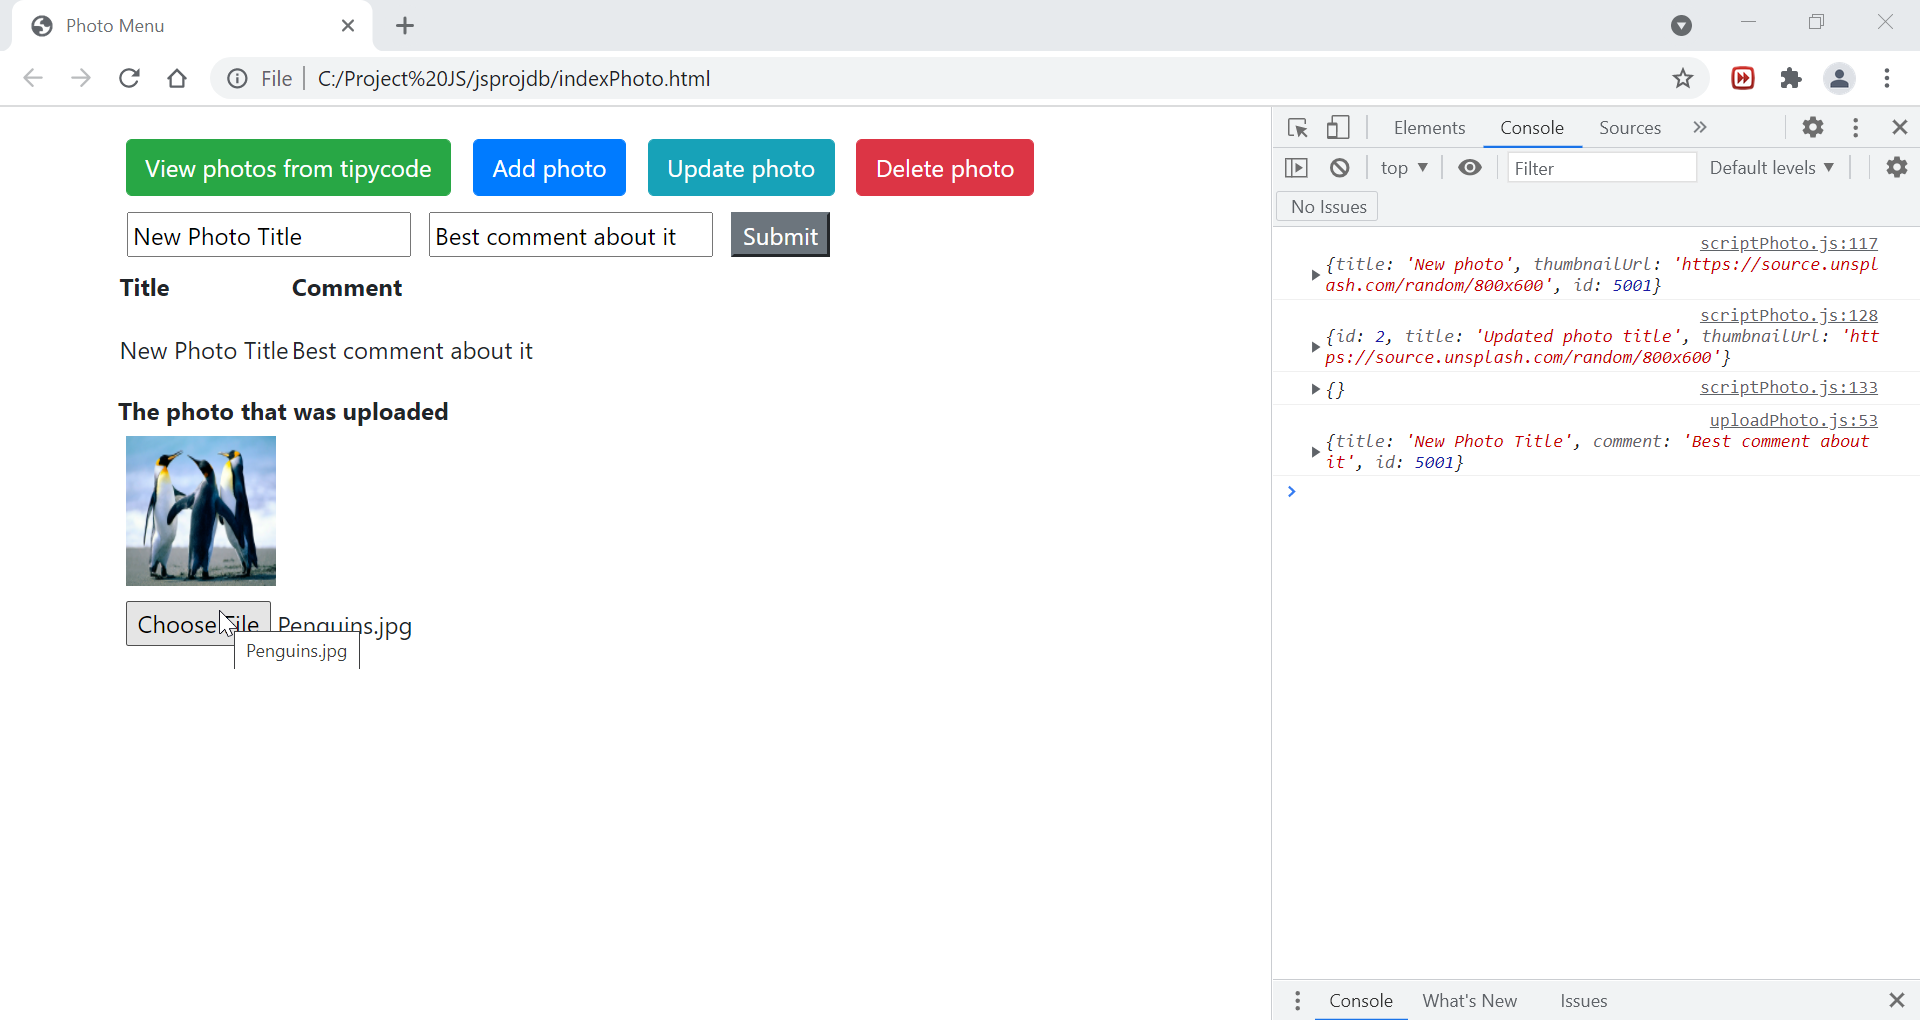 Photo Menu
File
C:/Project%20JS/jsprojdb/indexPhoto.html
View photos from tipycode
Add photo
Update photo
Delete photo
New Photo Title
Best comment about it
Submit
Title
Comment
New Photo Title
Best comment about it
The photo that was uploaded
Choose File
Penguins.jpg
Penguins.jpg
Elements
Console
Sources
top
Filter
Default levels
No Issues
scriptPhoto.js:117
{title: 'New photo', thumbnailUrl: 'https://source.unspl
ash.com/random/800x600', id: 5001}
scriptPhoto.js:128
{id: 2, title: 'Updated photo title', thumbnailUrl: 'htt
ps://source.unsplash.com/random/800x600'}
{}
scriptPhoto.js:133
uploadPhoto.js:53
{title: 'New Photo Title', comment: 'Best comment about
it', id: 5001}
Console
What's New
Issues